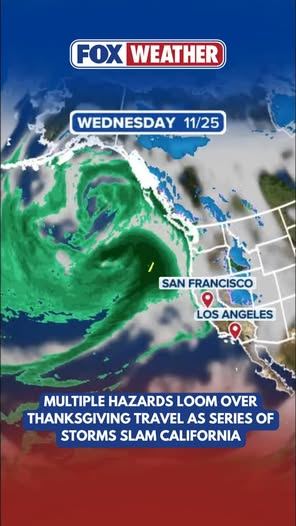 FOX WEATHER
WEDNESDAY 11/25
SAN FRANCISCO
LOS ANGELES
MULTIPLE HAZARDS LOOM OVER
THANKSGIVING TRAVEL AS SERIES OF
STORMS SLAM CALIFORNIA